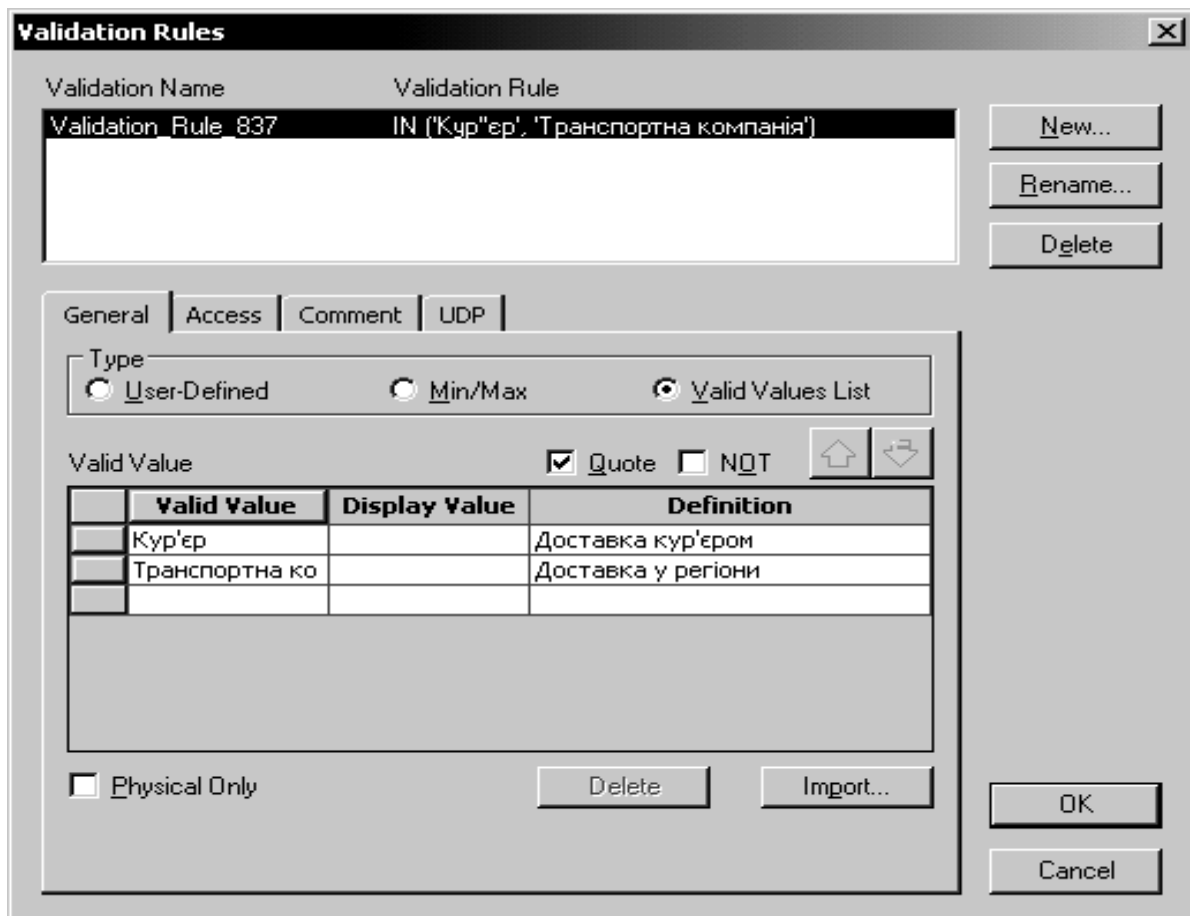 Validation Rules
Validation Name Validation Rule
Validation_Rule_837 IN ('Кур''єр', 'Транспортна компанія')
New...
Rename...
Delete
General Access Comment UDP
Type
User-Defined Min/Max Valid Values List
Valid Value Quote NOT
Valid Value Display Value Definition
Кур'єр Доставка кур'єром
Транспортна ко Доставка у регіони
Physical Only Delete Import...
OK
Cancel